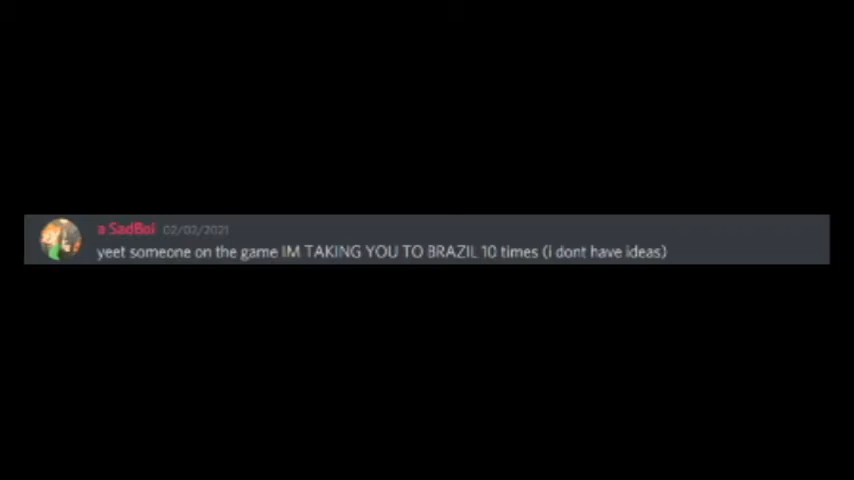 a SadBoi 02/02/2021
yeet someone on the game IM TAKING YOU TO BRAZIL 10 times (i dont have ideas)